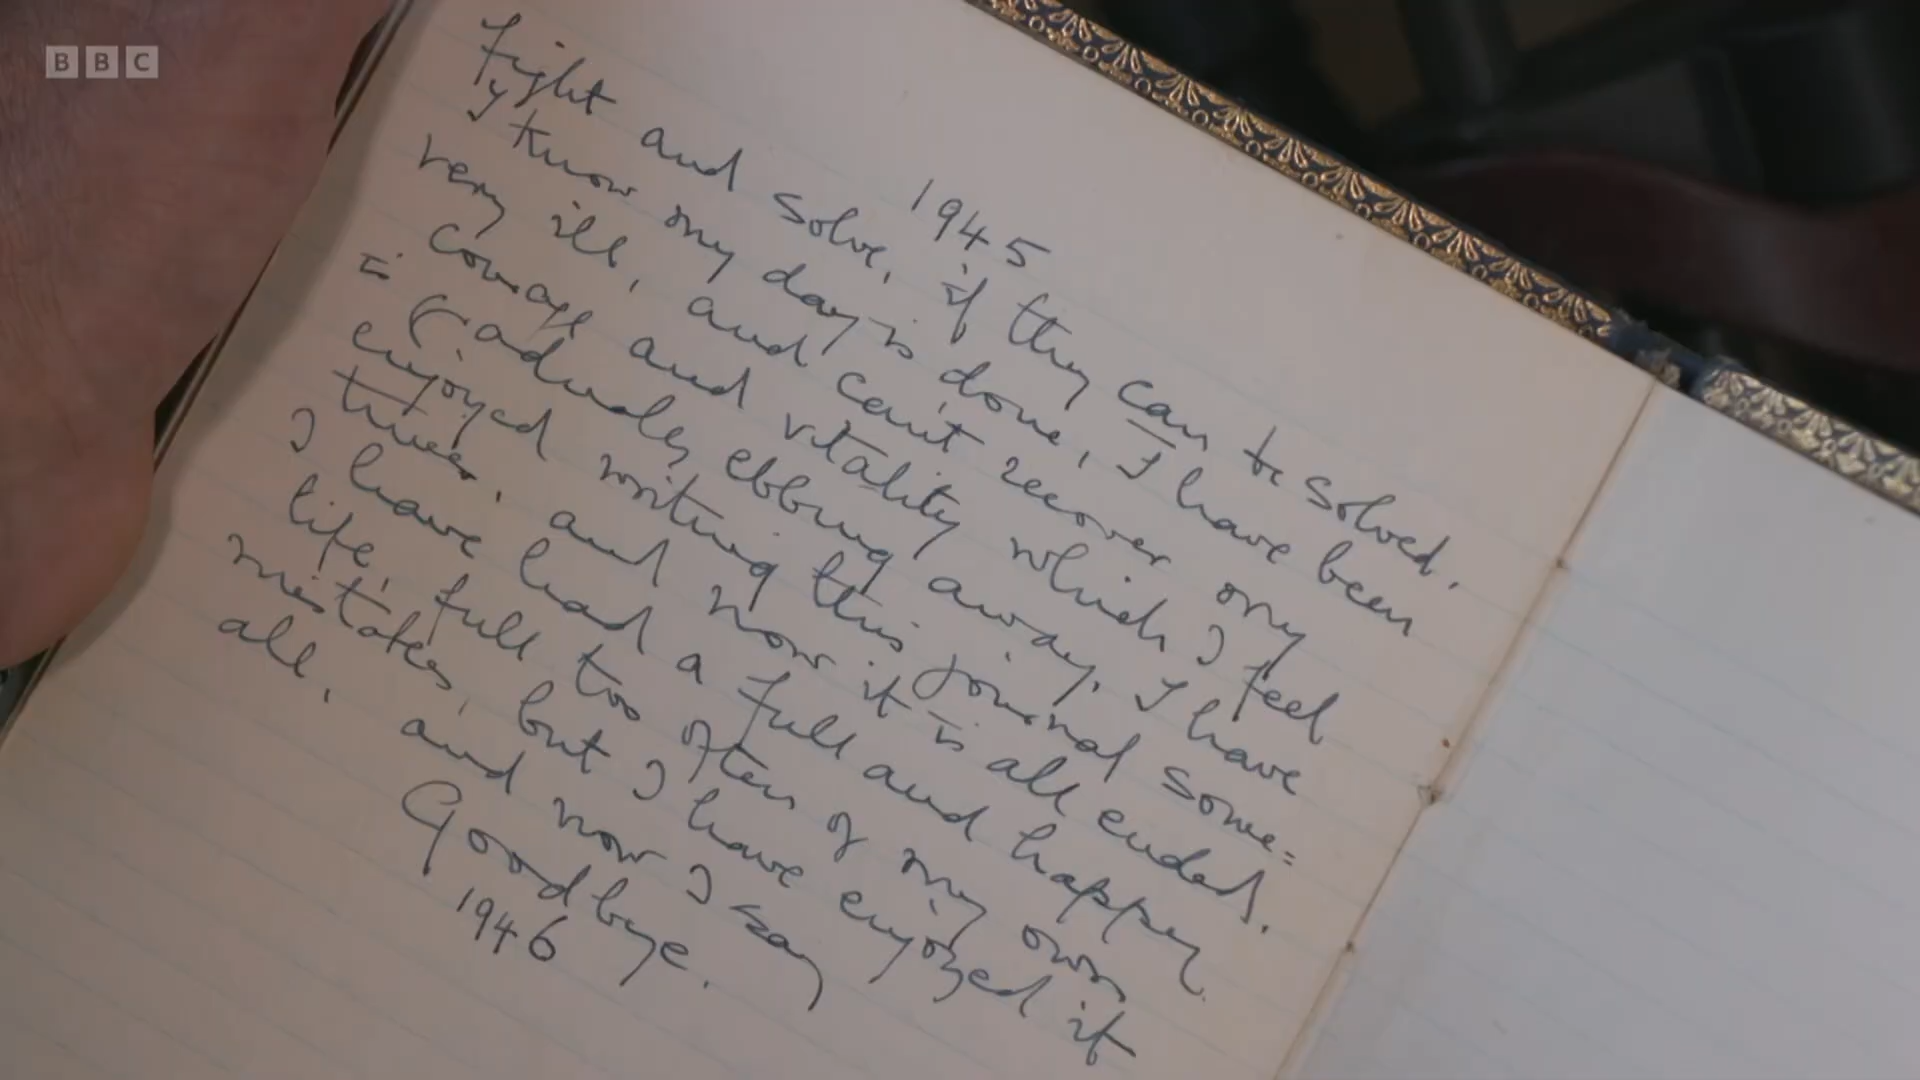 BBC
1945
fight and solve, if they can be solved.
I know my day is done, I have been
very ill, and can't recover my
courage and vitality which I feel
is gradually ebbing away, I have
enjoyed writing this journal some=
times, and now it is all ended.
I have had a full and happy
life, full too often of my own
mistakes, but I have enjoyed it
all, and now I say
Goodbye.
1946